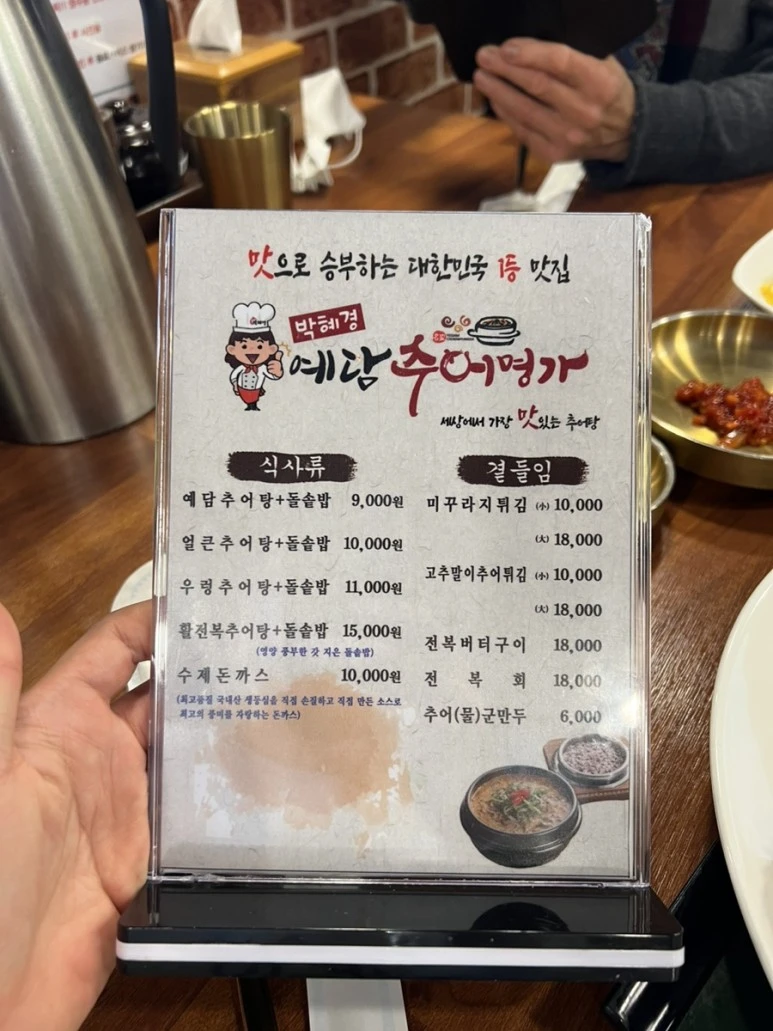 맛으로 승부하는 대한민국 1등 맛집
박혜경
예담 추어명가
세상에서 가장 맛있는 추어탕
식사류
예담추어탕+돌솥밥 9,000원
얼큰추어탕+돌솥밥 10,000원
우렁추어탕+돌솥밥 11,000원
활전복추어탕+돌솥밥 15,000원
(영양 풍부한 갓 지은 돌솥밥)
수제돈까스 10,000원
(최고품질 국내산 생등심을 직접 손질하고 직접 만든 소스로
최고의 풍미를 자랑하는 돈까스)
곁들임
미꾸라지튀김 (小) 10,000
(大) 18,000
고추말이추어튀김 (小) 10,000
(大) 18,000
전복버터구이 18,000
전복회 18,000
추어(물)군만두 6,000